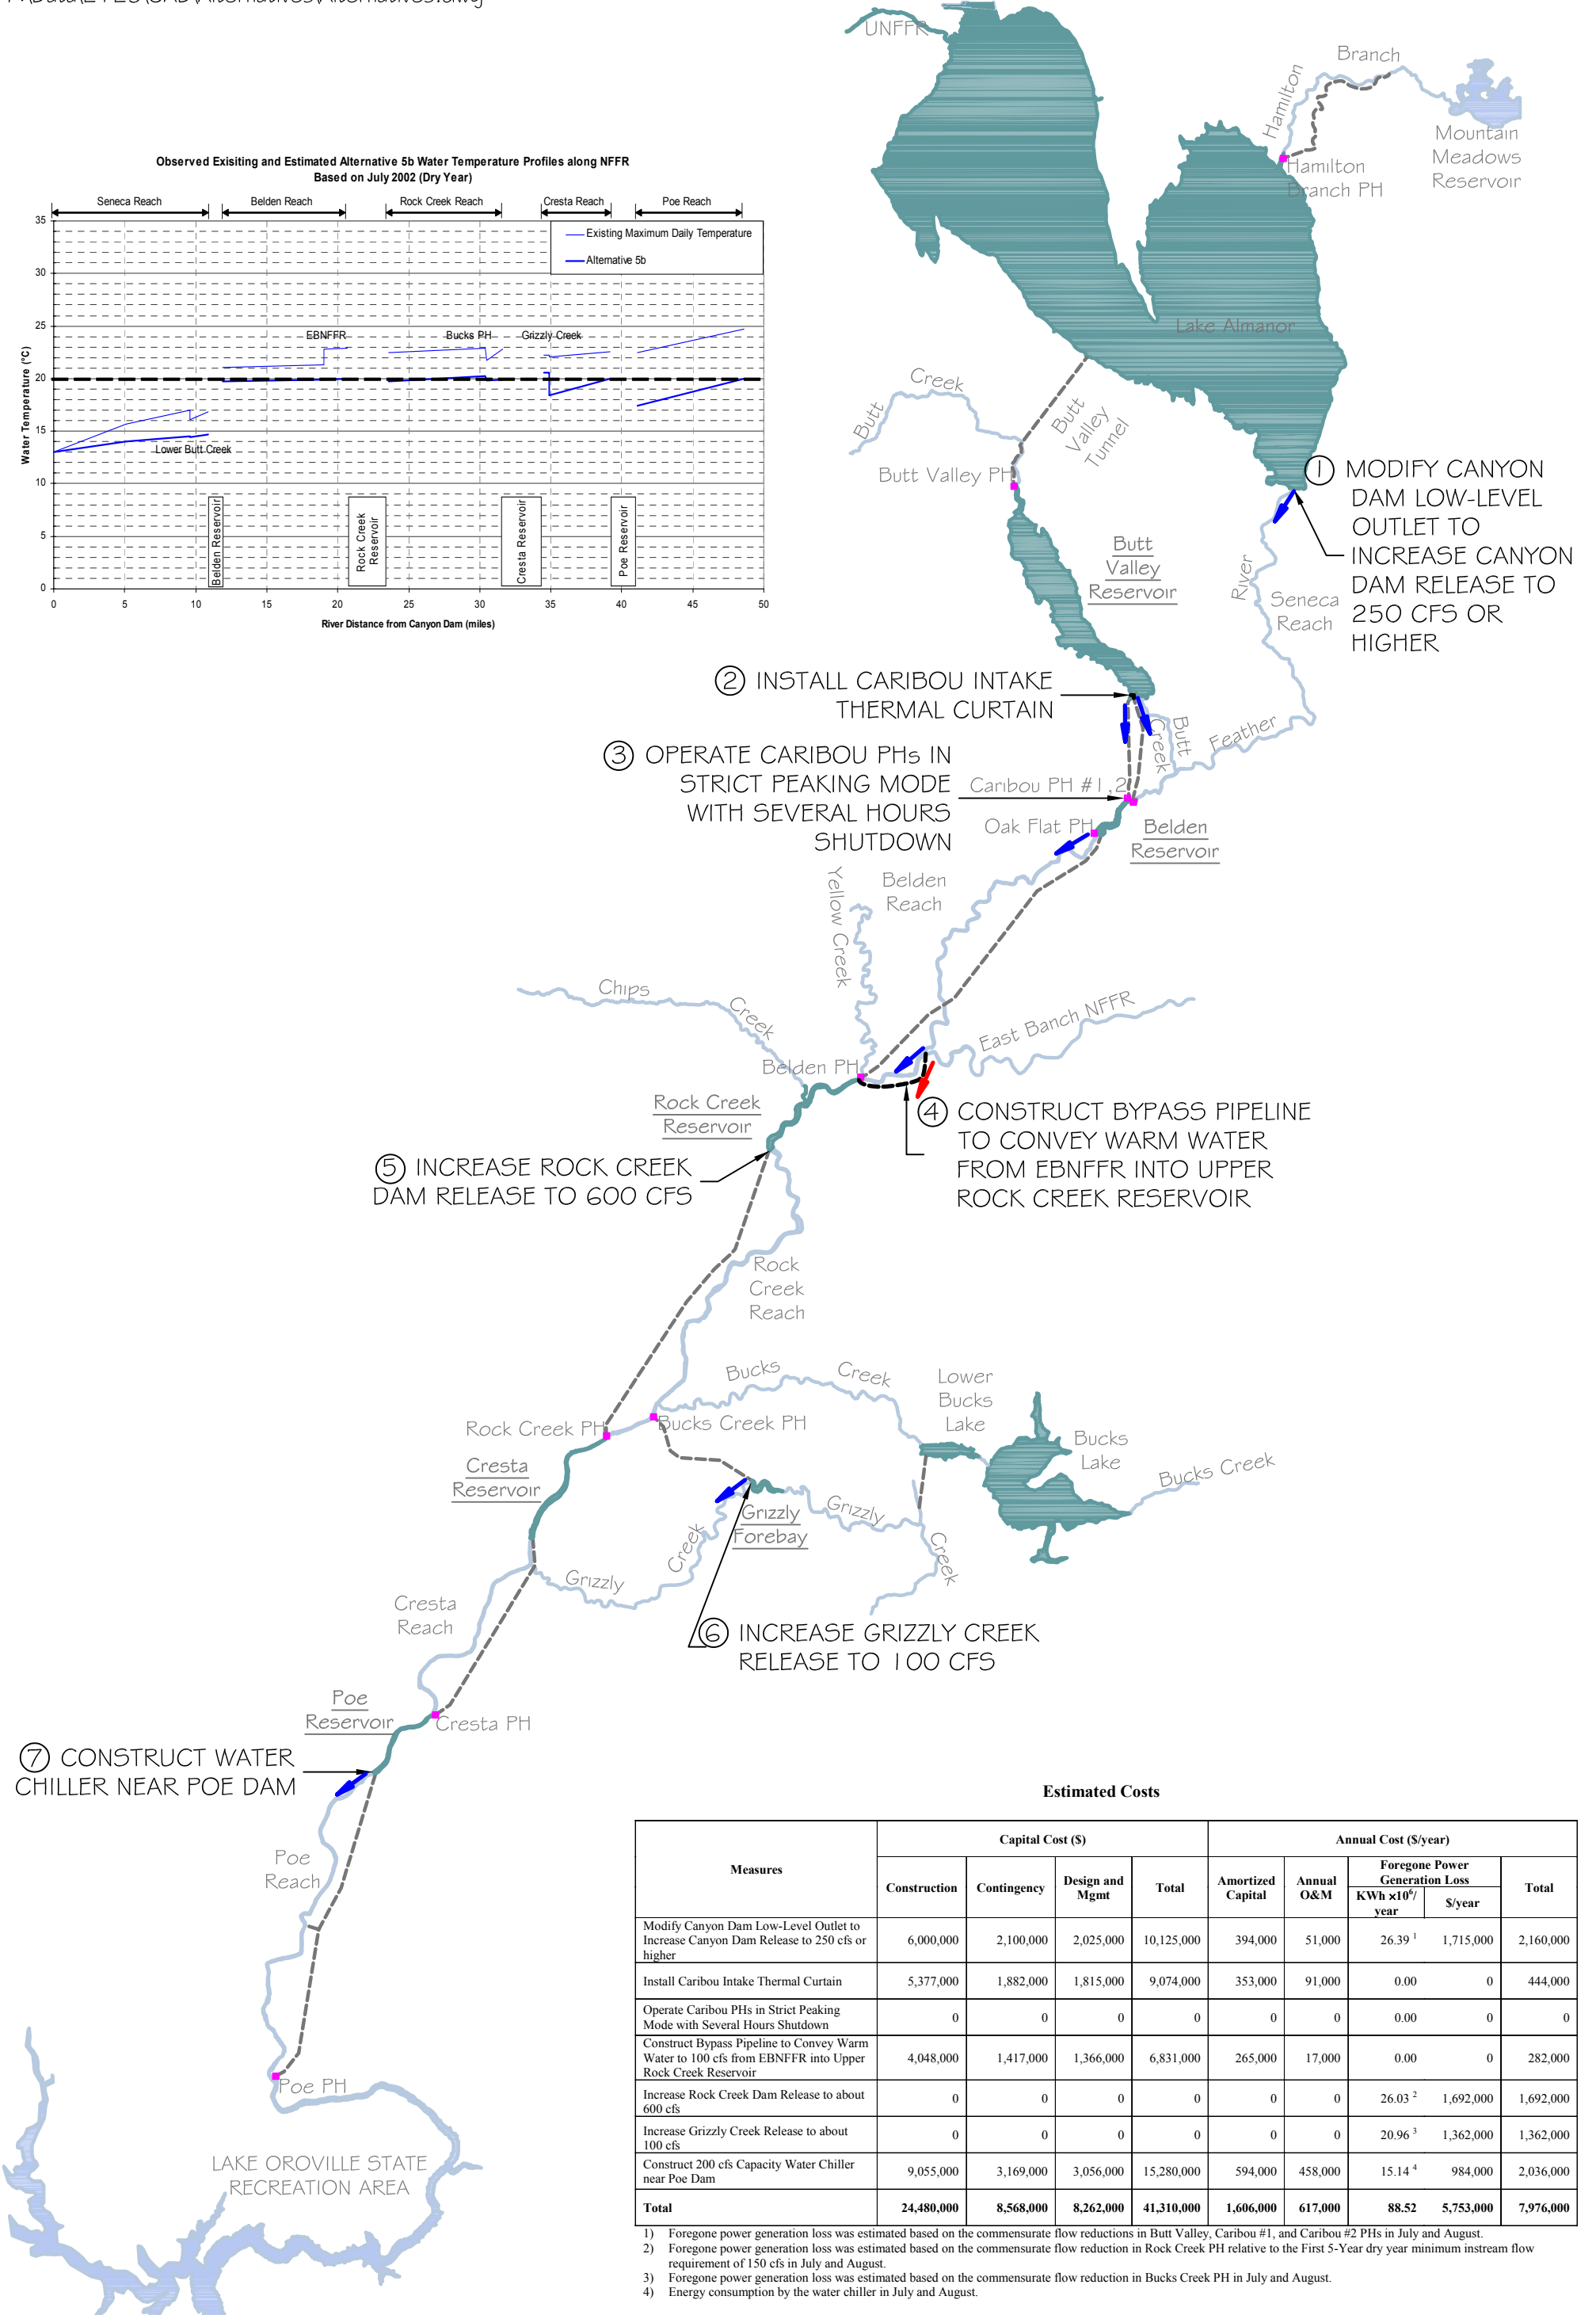 UNFFR
Hamilton
Branch
Mountain
Meadows
Reservoir
Hamilton
Branch PH
Observed Exisiting and Estimated Alternative 5b Water Temperature Profiles along NFFR
Based on July 2002 (Dry Year)
Seneca Reach
Belden Reach
Rock Creek Reach
Cresta Reach
Poe Reach
Existing Maximum Daily Temperature
Alternative 5b
Water Temperature (°C)
35
30
25
20
15
10
5
0
EBNFFR
Bucks PH
Grizzly Creek
Lower Butt Creek
Belden Reservoir
Rock Creek
Reservoir
Cresta Reservoir
Poe Reservoir
0 5 10 15 20 25 30 35 40 45 50
River Distance from Canyon Dam (miles)
Lake Almanor
Butt
Creek
Butt
Valley
Tunnel
Butt Valley PH
1 MODIFY CANYON
DAM LOW-LEVEL
OUTLET TO
INCREASE CANYON
DAM RELEASE TO
250 CFS OR
HIGHER
Butt
Valley
Reservoir
River
Seneca
Reach
2 INSTALL CARIBOU INTAKE
THERMAL CURTAIN
Butt
Creek
Feather
3 OPERATE CARIBOU PHs IN
STRICT PEAKING MODE
WITH SEVERAL HOURS
SHUTDOWN
Caribou PH #1,2
Oak Flat PH
Belden
Reservoir
Belden
Reach
Yellow Creek
Chips
Creek
East Banch NFFR
Belden PH
Rock Creek
Reservoir
4 CONSTRUCT BYPASS PIPELINE
TO CONVEY WARM WATER
FROM EBNFFR INTO UPPER
ROCK CREEK RESERVOIR
5 INCREASE ROCK CREEK
DAM RELEASE TO 600 CFS
Rock
Creek
Reach
Bucks
Creek
Lower
Bucks
Lake
Rock Creek PH
Bucks Creek PH
Bucks
Lake
Bucks Creek
Cresta
Reservoir
Grizzly
Forebay
Grizzly
Creek
Creek
Grizzly
Cresta
Reach
6 INCREASE GRIZZLY CREEK
RELEASE TO 100 CFS
Poe
Reservoir
Cresta PH
7 CONSTRUCT WATER
CHILLER NEAR POE DAM
Poe
Reach
Poe PH
LAKE OROVILLE STATE
RECREATION AREA
Estimated Costs
Measures
Capital Cost ($)
Annual Cost ($/year)
Construction
Contingency
Design and
Mgmt
Total
Amortized
Capital
Annual
O&M
Foregone Power
Generation Loss
KWh ×10⁶/
year
$/year
Total
Modify Canyon Dam Low-Level Outlet to
Increase Canyon Dam Release to 250 cfs or
higher
6,000,000 2,100,000 2,025,000 10,125,000 394,000 51,000 26.39 ¹ 1,715,000 2,160,000
Install Caribou Intake Thermal Curtain 5,377,000 1,882,000 1,815,000 9,074,000 353,000 91,000 0.00 0 444,000
Operate Caribou PHs in Strict Peaking
Mode with Several Hours Shutdown
0 0 0 0 0 0 0.00 0 0
Construct Bypass Pipeline to Convey Warm
Water to 100 cfs from EBNFFR into Upper
Rock Creek Reservoir
4,048,000 1,417,000 1,366,000 6,831,000 265,000 17,000 0.00 0 282,000
Increase Rock Creek Dam Release to about
600 cfs
0 0 0 0 0 0 26.03 ² 1,692,000 1,692,000
Increase Grizzly Creek Release to about
100 cfs
0 0 0 0 0 0 20.96 ³ 1,362,000 1,362,000
Construct 200 cfs Capacity Water Chiller
near Poe Dam
9,055,000 3,169,000 3,056,000 15,280,000 594,000 458,000 15.14 ⁴ 984,000 2,036,000
Total 24,480,000 8,568,000 8,262,000 41,310,000 1,606,000 617,000 88.52 5,753,000 7,976,000
1) Foregone power generation loss was estimated based on the commensurate flow reductions in Butt Valley, Caribou #1, and Caribou #2 PHs in July and August.
2) Foregone power generation loss was estimated based on the commensurate flow reduction in Rock Creek PH relative to the First 5-Year dry year minimum instream flow
requirement of 150 cfs in July and August.
3) Foregone power generation loss was estimated based on the commensurate flow reduction in Bucks Creek PH in July and August.
4) Energy consumption by the water chiller in July and August.